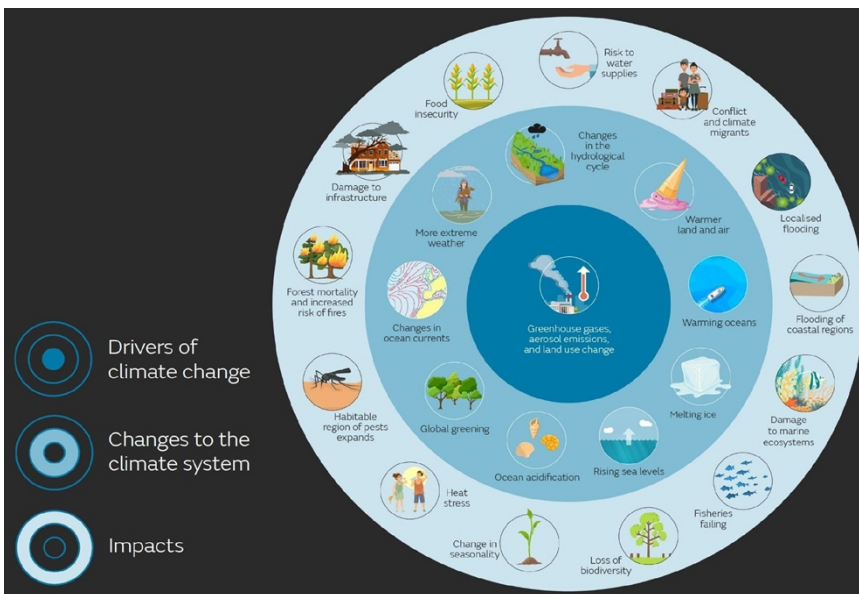 Drivers of
climate change
Changes to the
climate system
Impacts
Greenhouse gases,
aerosol emissions,
and land use change
Changes
in the
hydrological
cycle
Warmer
land and air
Warming oceans
Melting ice
Rising sea levels
Ocean acidification
Global greening
Changes in
ocean currents
More extreme
weather
Risk to
water
supplies
Conflict
and climate
migrants
Localised
flooding
Flooding of
coastal regions
Damage
to marine
ecosystems
Fisheries
failing
Loss of
biodiversity
Change in
seasonality
Heat
stress
Habitable
region of pests
expands
Forest mortality
and increased
risk of fires
Damage to
infrastructure
Food
insecurity